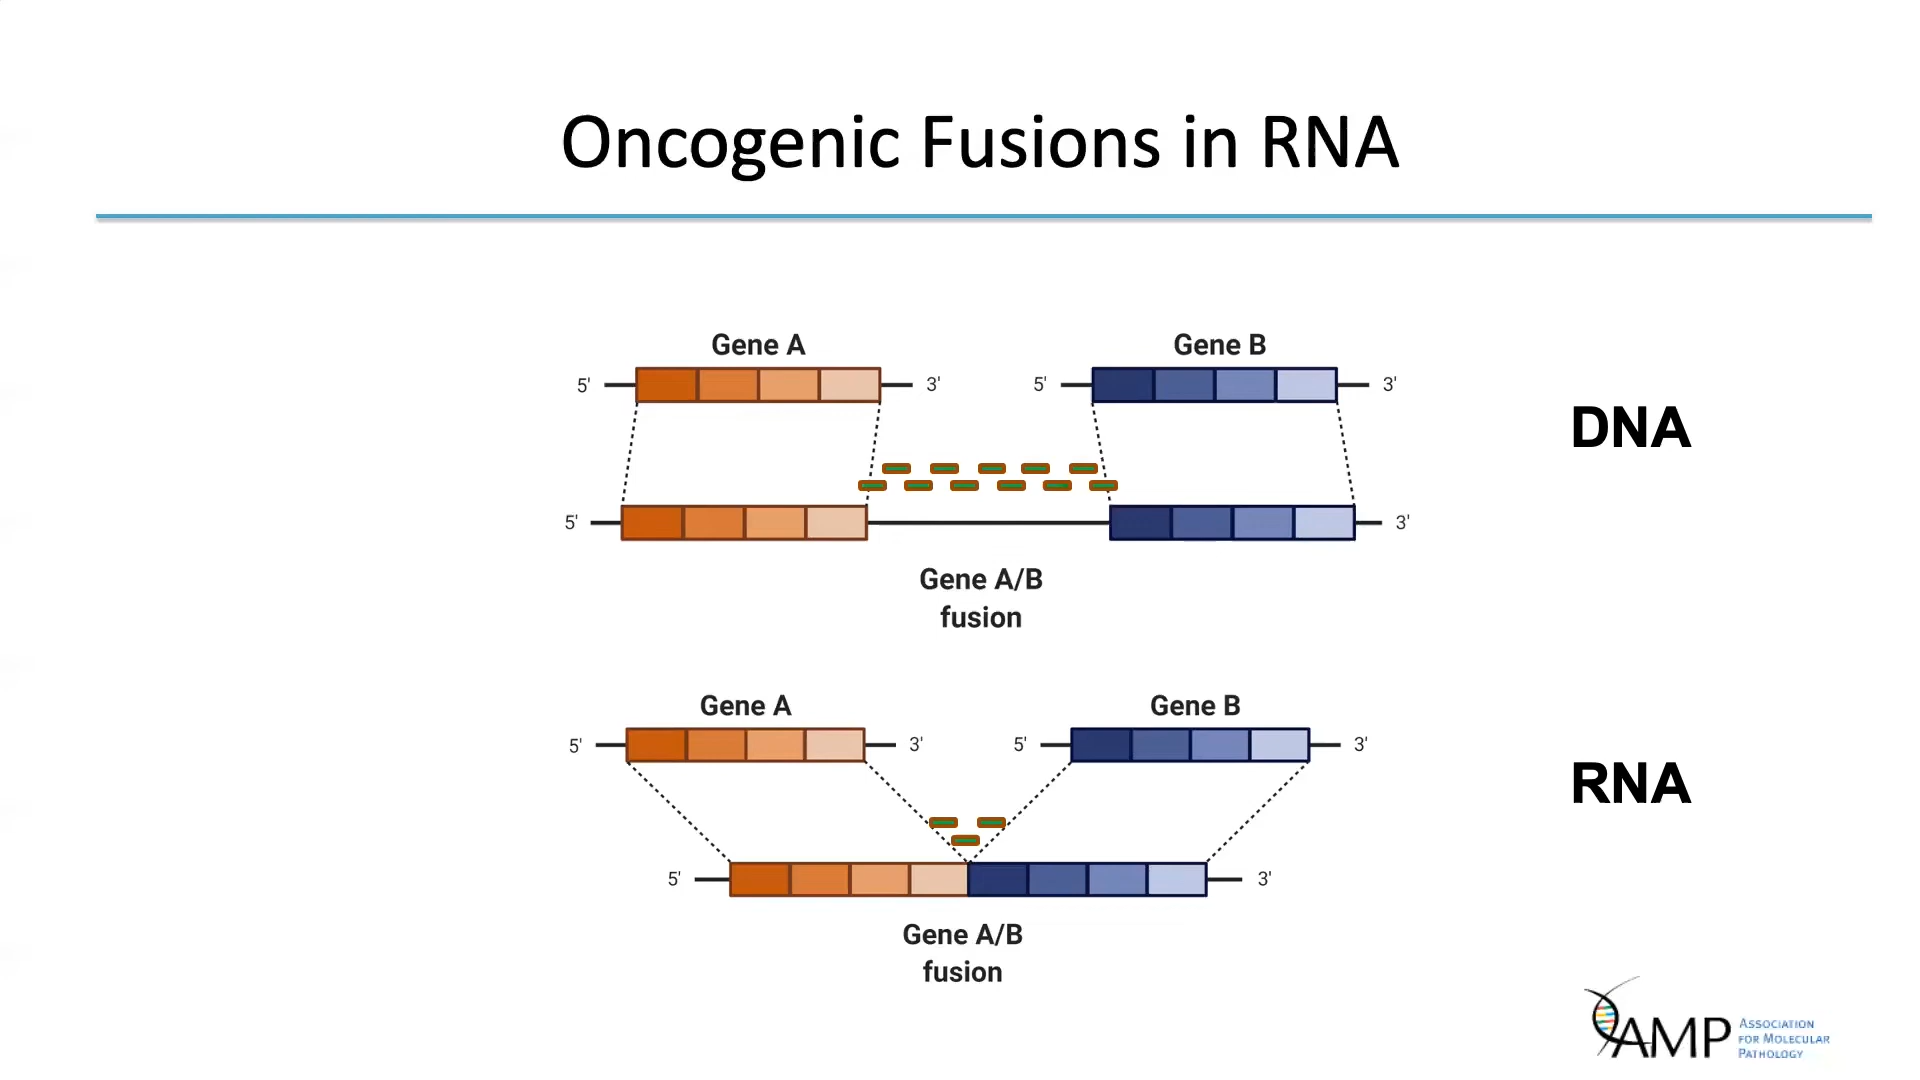 Oncogenic Fusions in RNA
Gene A
Gene B
5' 3' 5' 3'
DNA
5' 3'
Gene A/B
fusion
Gene A
Gene B
5' 3' 5' 3'
RNA
5' 3'
Gene A/B
fusion
AMP
ASSOCIATION
FOR MOLECULAR
PATHOLOGY